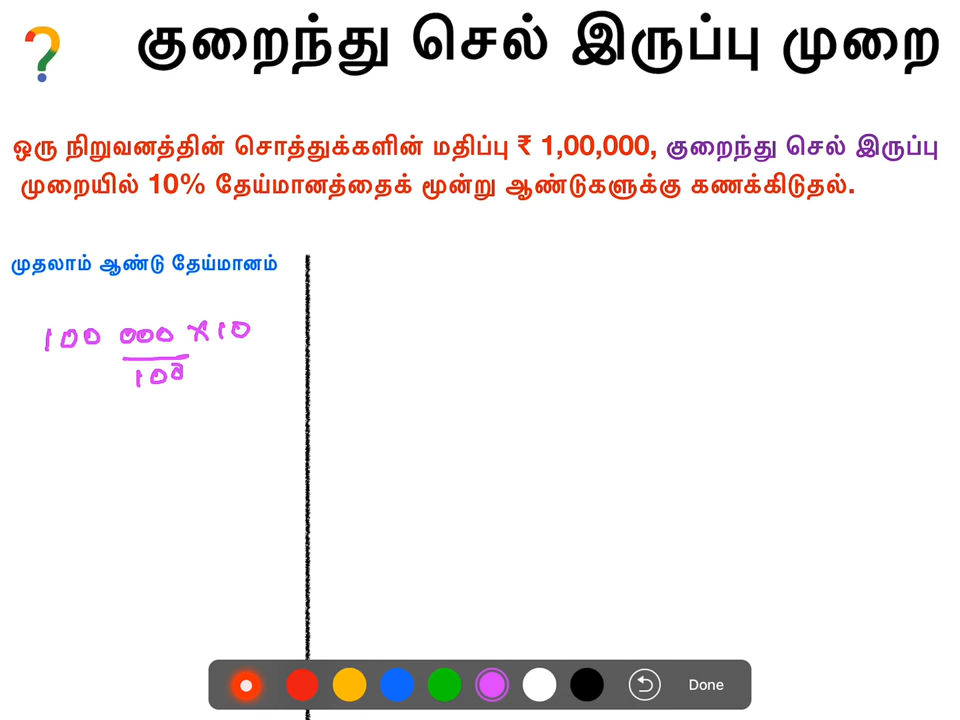 ?
குறைந்து செல் இருப்பு முறை
ஒரு நிறுவனத்தின் சொத்துக்களின் மதிப்பு ₹ 1,00,000, குறைந்து செல் இருப்பு
முறையில் 10% தேய்மானத்தைக் மூன்று ஆண்டுகளுக்கு கணக்கிடுதல்.
முதலாம் ஆண்டு தேய்மானம்
100 000 × 10
100
Done